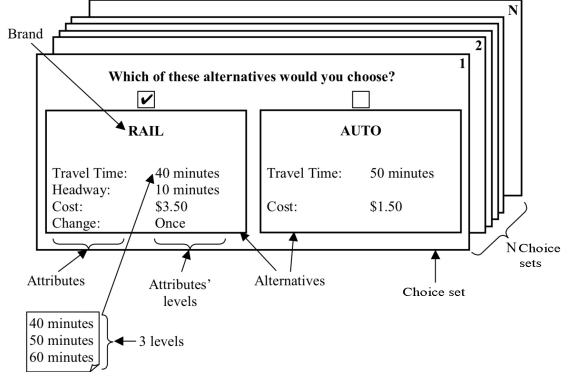 N
Brand
2
1
Which of these alternatives would you choose?
RAIL
AUTO
Travel Time: 40 minutes
Headway: 10 minutes
Cost: $3.50
Change: Once
Travel Time: 50 minutes
Cost: $1.50
N Choice
sets
Attributes
Attributes’
levels
Alternatives
Choice set
40 minutes
50 minutes
60 minutes
3 levels